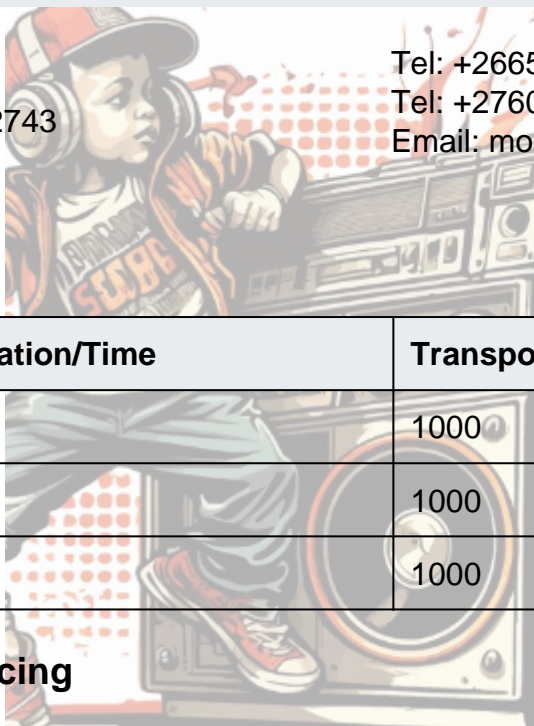 Tel: +2665
Tel: +2760
2743
Email: mo
ation/Time Transpo
1000
1000
1000
cing